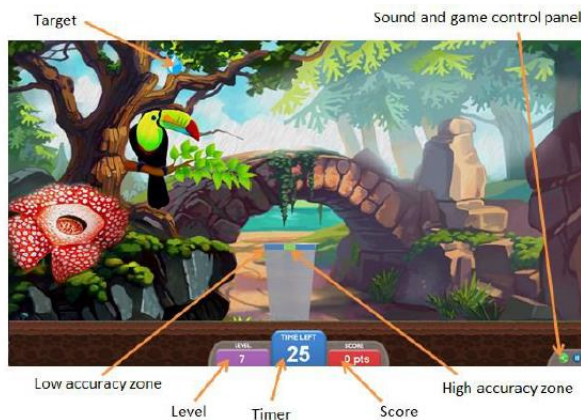 Target
Sound and game control panel
LEVEL
7
TIME LEFT
25
SCORE
0 pts
Low accuracy zone
High accuracy zone
Level
Timer
Score